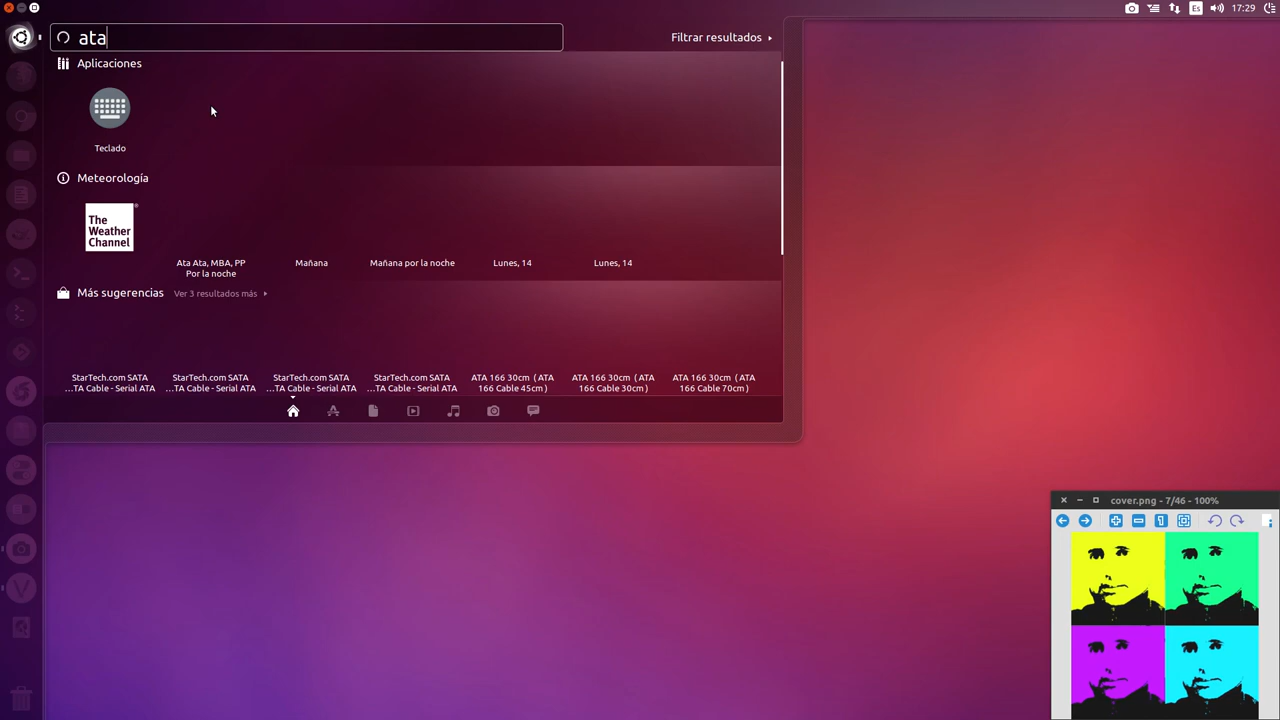 Es
17:29
ata
Filtrar resultados
Aplicaciones
Teclado
Meteorología
The
Weather
Channel
Ata Ata, MBA, PP
Por la noche
Mañana
Mañana por la noche
Lunes, 14
Lunes, 14
Más sugerencias
Ver 3 resultados más
StarTech.com SATA
...TA Cable - Serial ATA
StarTech.com SATA
...TA Cable - Serial ATA
StarTech.com SATA
...TA Cable - Serial ATA
StarTech.com SATA
...TA Cable - Serial ATA
ATA 166 30cm ( ATA
166 Cable 45cm )
ATA 166 30cm ( ATA
166 Cable 30cm )
ATA 166 30cm ( ATA
166 Cable 70cm )
cover.png - 7/46 - 100%